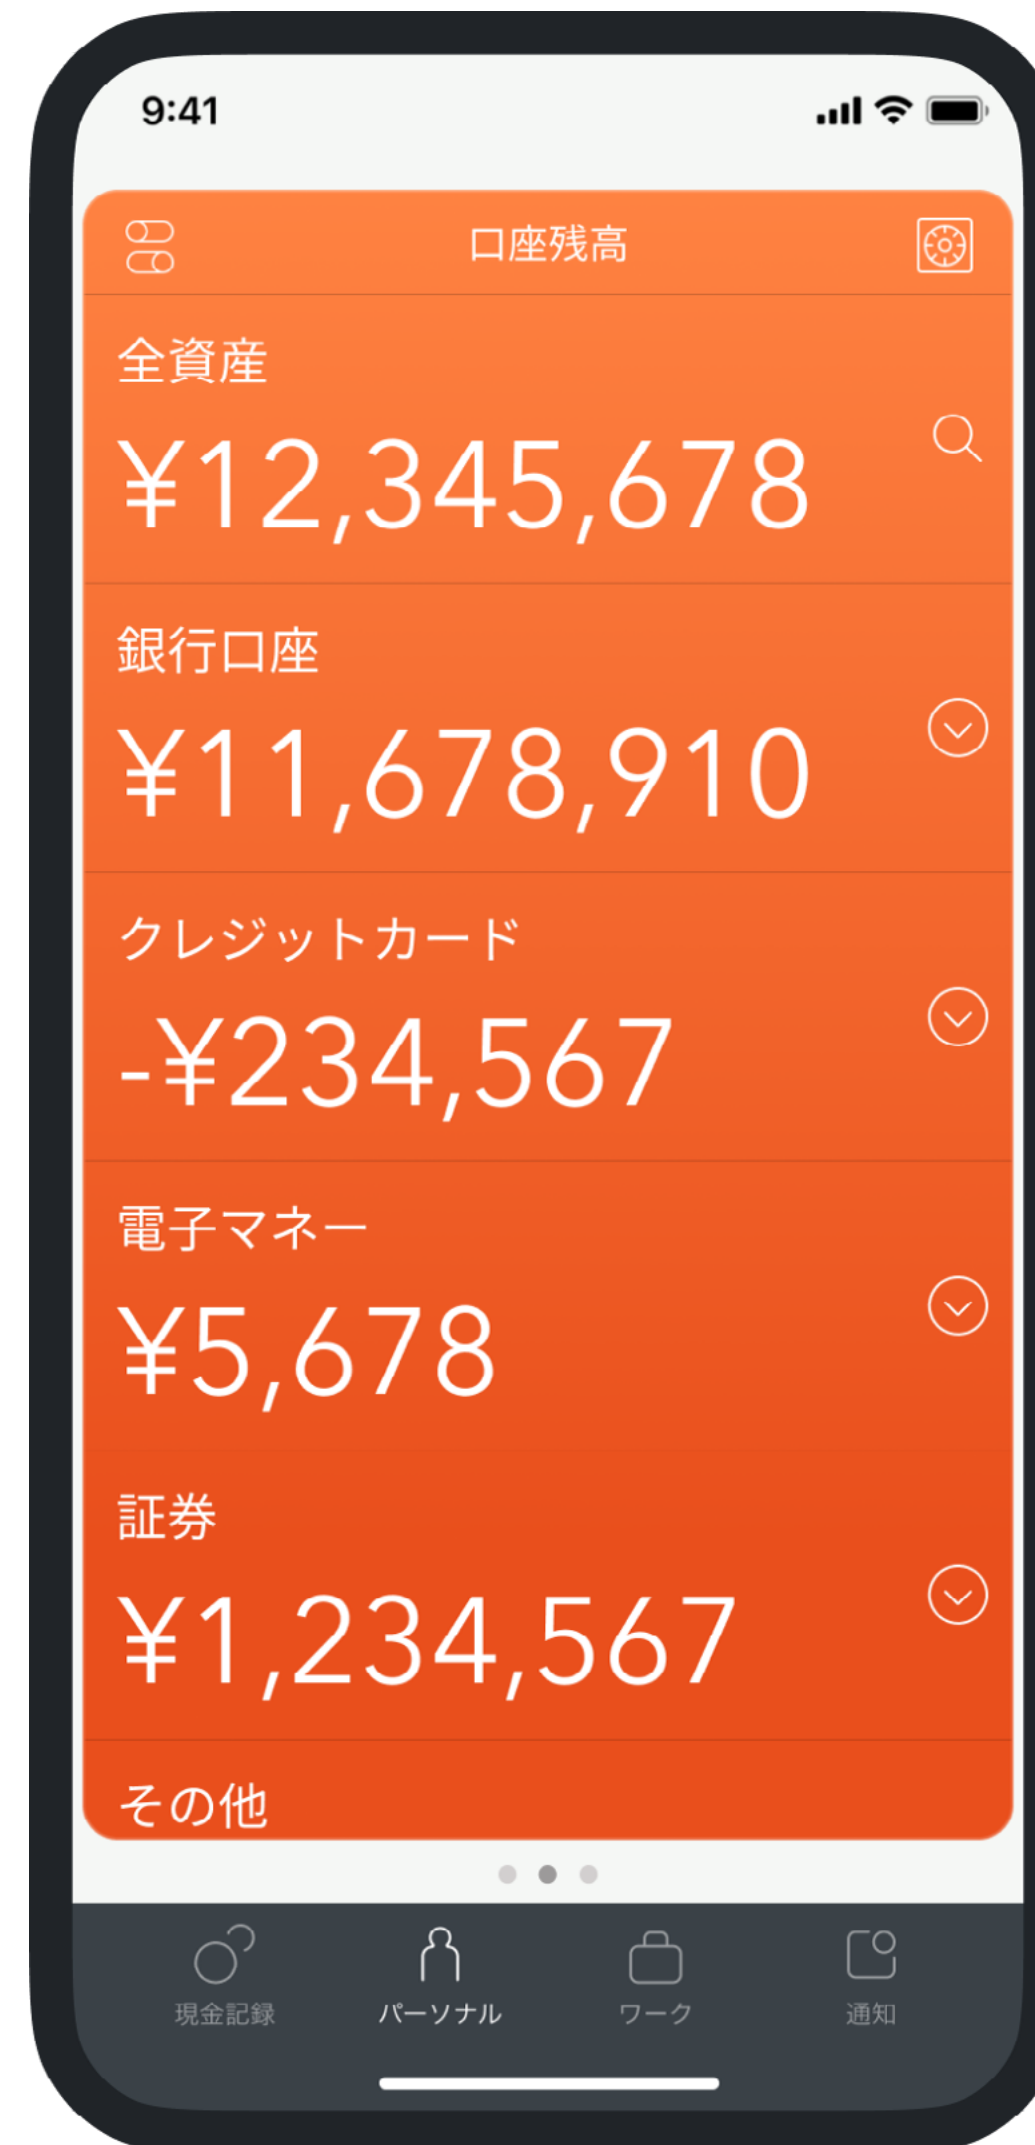 9:41
口座残高
全資産
¥12,345,678
銀行口座
¥11,678,910
クレジットカード
-¥234,567
電子マネー
¥5,678
証券
¥1,234,567
その他
現金記録 パーソナル ワーク 通知